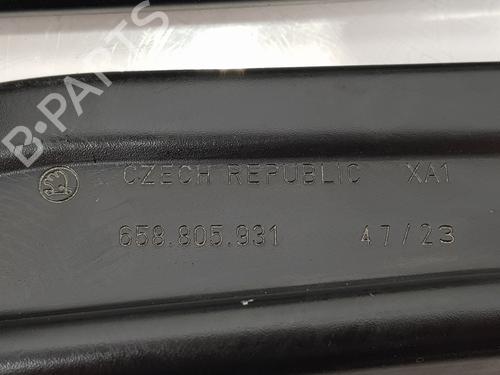 B-PARTS
CZECH REPUBLIC XA1
658.805.931 47/23